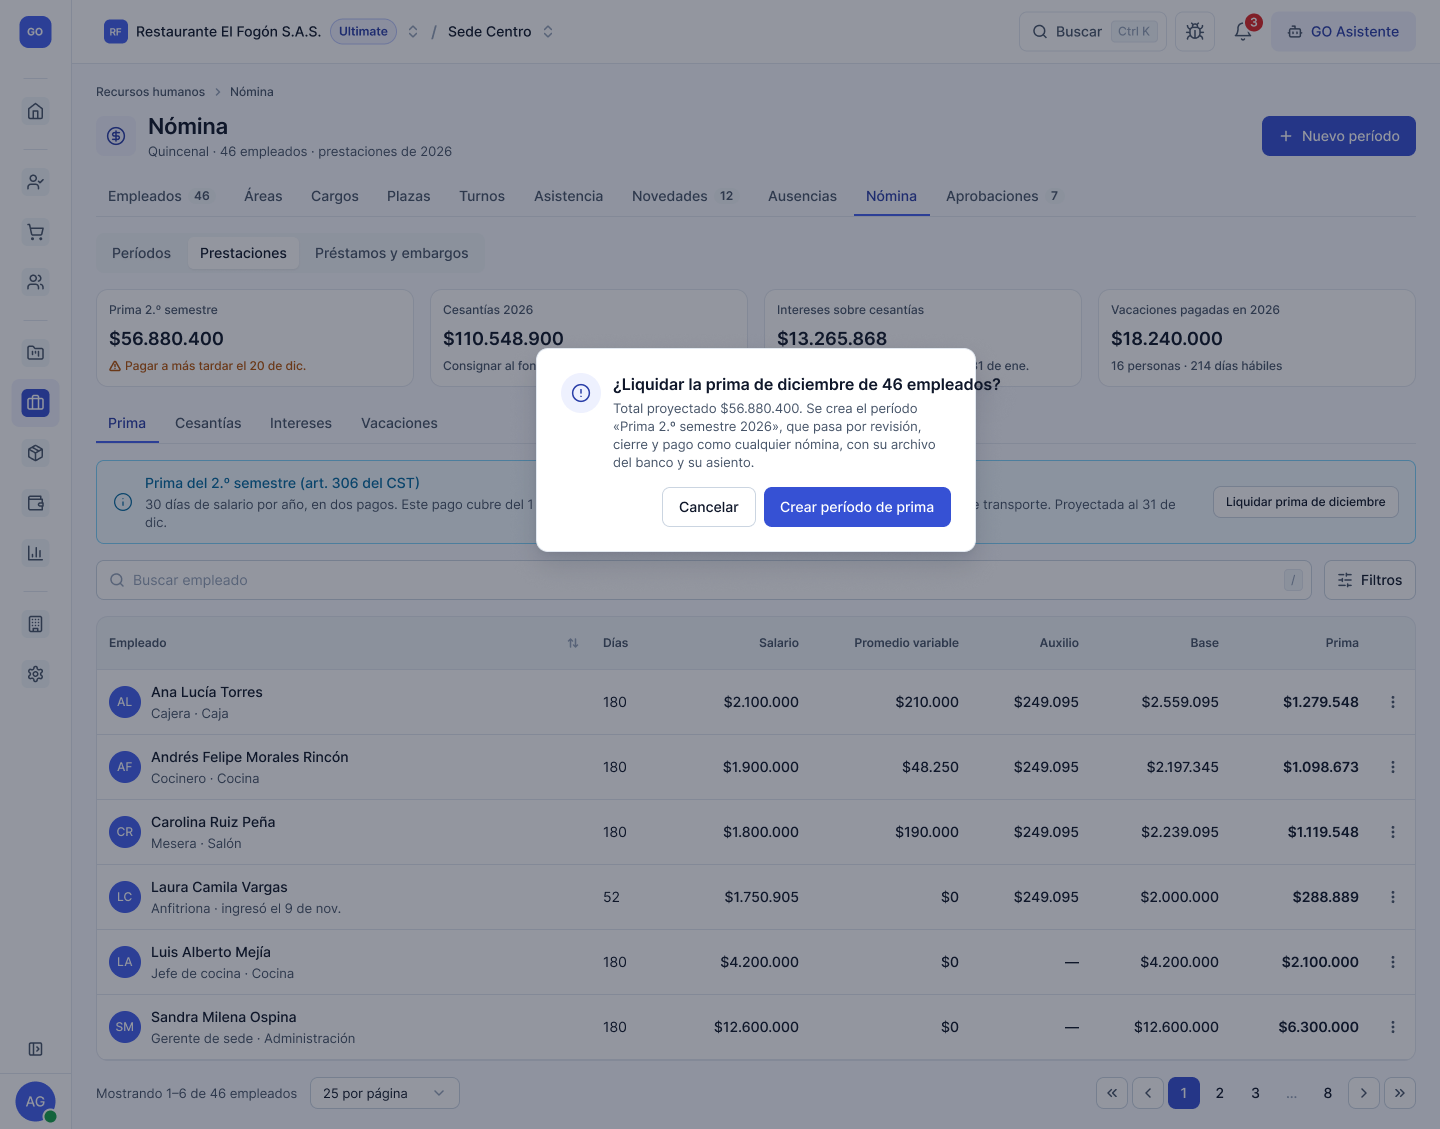 GO
RF
Restaurante El Fogón S.A.S.
Ultimate
/
Sede Centro
Buscar
Ctrl K
3
GO Asistente
Recursos humanos
Nómina
Nómina
Quincenal · 46 empleados · prestaciones de 2026
Nuevo período
Empleados 46
Áreas
Cargos
Plazas
Turnos
Asistencia
Novedades 12
Ausencias
Nómina
Aprobaciones 7
Períodos
Prestaciones
Préstamos y embargos
Prima 2.º semestre
$56.880.400
Pagar a más tardar el 20 de dic.
Cesantías 2026
$110.548.900
Consignar al fon
Intereses sobre cesantías
$13.265.868
31 de ene.
Vacaciones pagadas en 2026
$18.240.000
16 personas · 214 días hábiles
¿Liquidar la prima de diciembre de 46 empleados?
Total proyectado $56.880.400. Se crea el período
«Prima 2.º semestre 2026», que pasa por revisión,
cierre y pago como cualquier nómina, con su archivo
del banco y su asiento.
Cancelar
Crear período de prima
Prima
Cesantías
Intereses
Vacaciones
Prima del 2.º semestre (art. 306 del CST)
30 días de salario por año, en dos pagos. Este pago cubre del 1
e transporte. Proyectada al 31 de
dic.
Liquidar prima de diciembre
Buscar empleado
/
Filtros
Empleado Días Salario Promedio variable Auxilio Base Prima
AL Ana Lucía Torres 180 $2.100.000 $210.000 $249.095 $2.559.095 $1.279.548
Cajera · Caja
AF Andrés Felipe Morales Rincón 180 $1.900.000 $48.250 $249.095 $2.197.345 $1.098.673
Cocinero · Cocina
CR Carolina Ruiz Peña 180 $1.800.000 $190.000 $249.095 $2.239.095 $1.119.548
Mesera · Salón
LC Laura Camila Vargas 52 $1.750.905 $0 $249.095 $2.000.000 $288.889
Anfitriona · ingresó el 9 de nov.
LA Luis Alberto Mejía 180 $4.200.000 $0 — $4.200.000 $2.100.000
Jefe de cocina · Cocina
SM Sandra Milena Ospina 180 $12.600.000 $0 — $12.600.000 $6.300.000
Gerente de sede · Administración
AG
Mostrando 1–6 de 46 empleados
25 por página
1 2 3 ... 8